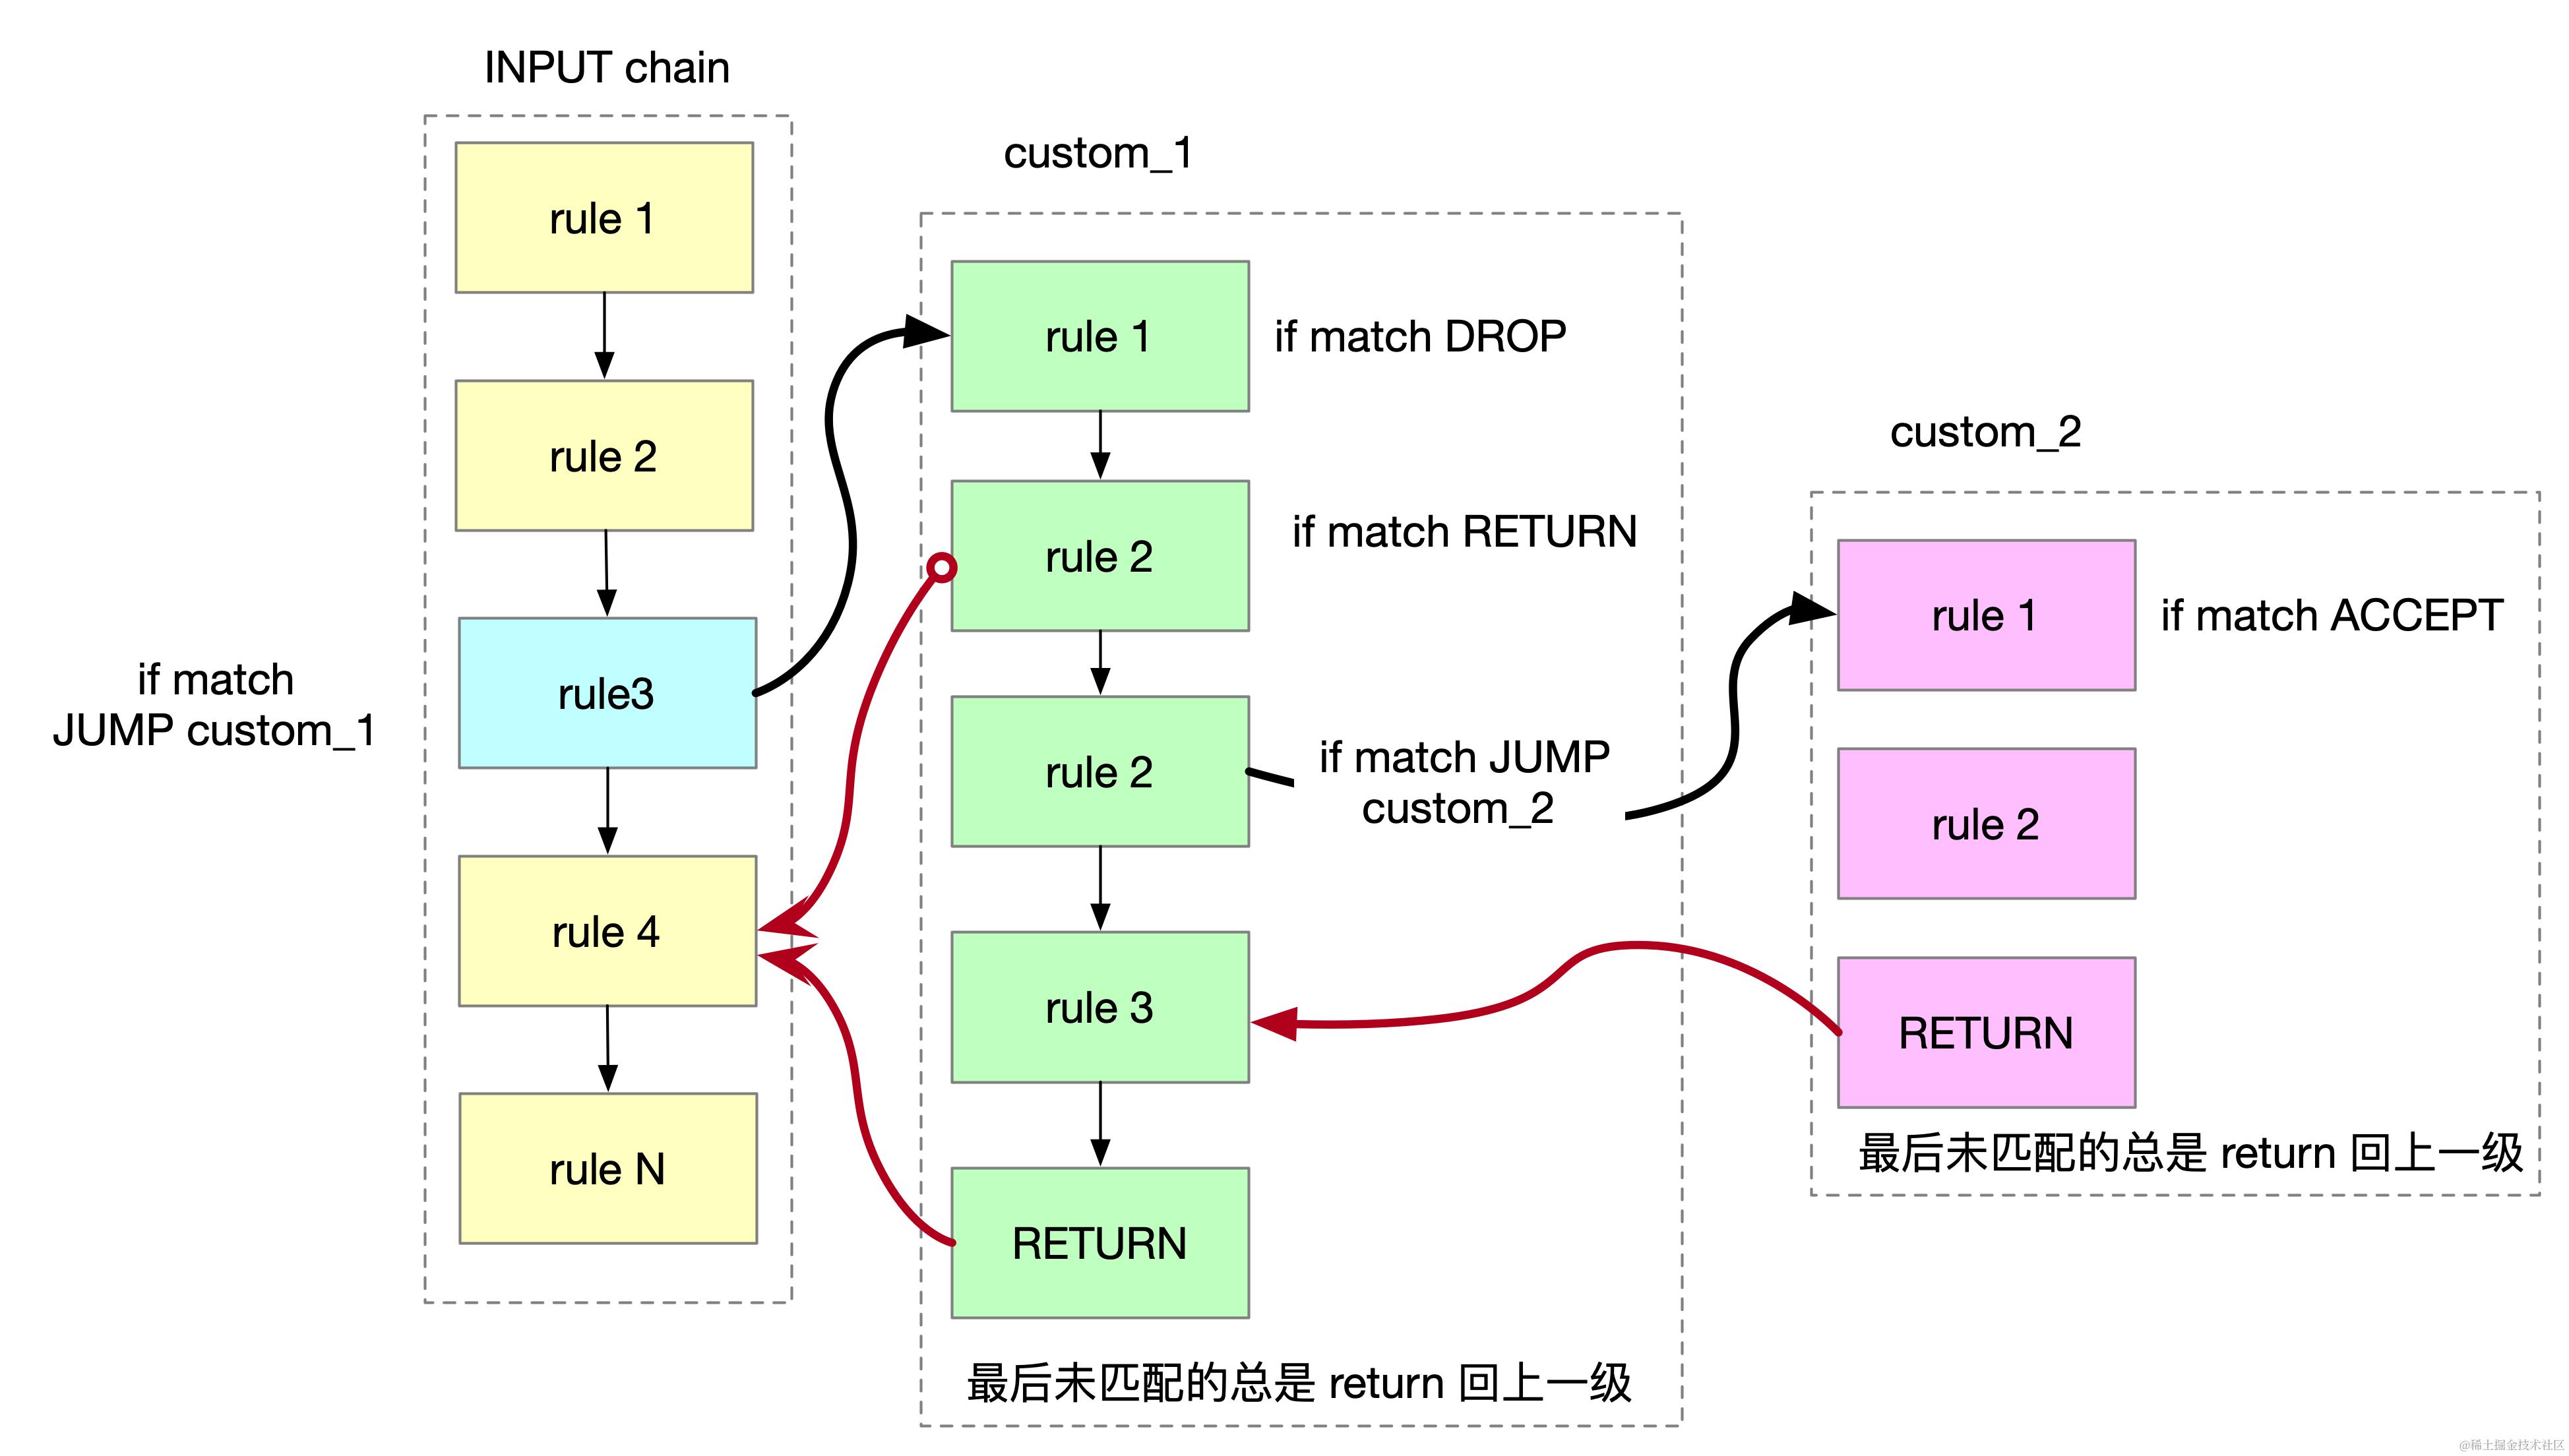 INPUT chain
rule 1
rule 2
if match
JUMP custom_1
rule3
rule 4
rule N
custom_1
rule 1
if match DROP
rule 2
if match RETURN
rule 2
if match JUMP
custom_2
rule 3
RETURN
最后未匹配的总是 return 回上一级
custom_2
rule 1
if match ACCEPT
rule 2
RETURN
最后未匹配的总是 return 回上一级
@稀土掘金技术社区